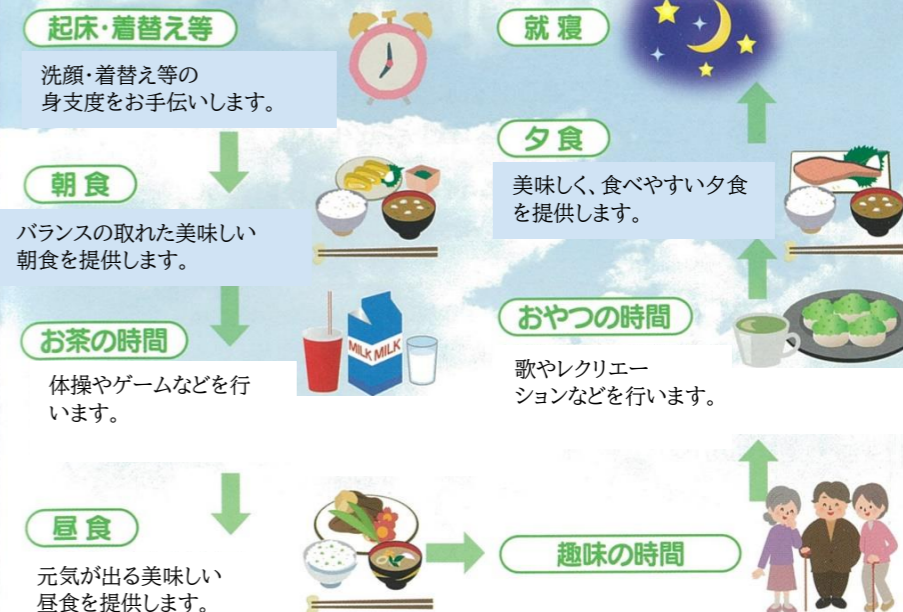 起床・着替え等
洗顔・着替え等の
身支度をお手伝いします。
朝食
バランスの取れた美味しい
朝食を提供します。
お茶の時間
MILK MILK
体操やゲームなどを行
います。
昼食
元気が出る美味しい
昼食を提供します。
趣味の時間
おやつの時間
歌やレクリエー
ションなどを行います。
夕食
美味しく、食べやすい夕食
を提供します。
就寝